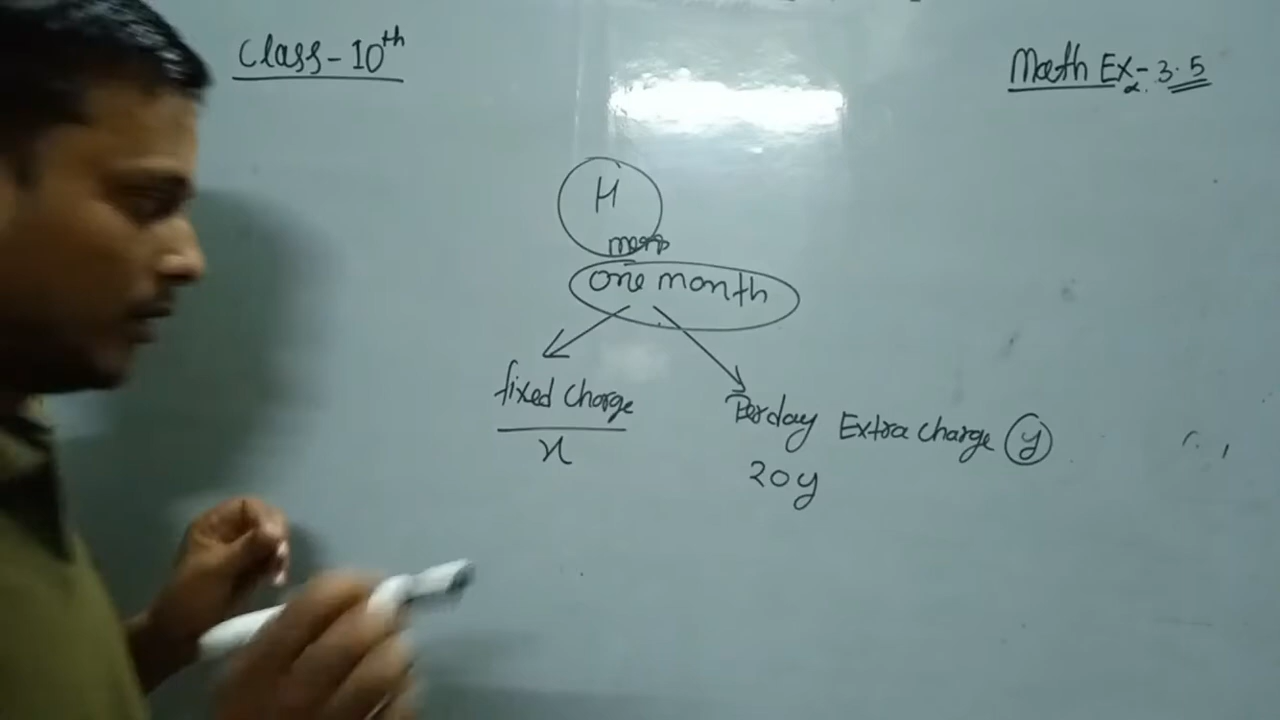 Class-10th
Math Ex-3.5
H
one month
fixed charge
x
Perday Extra charge y
20y